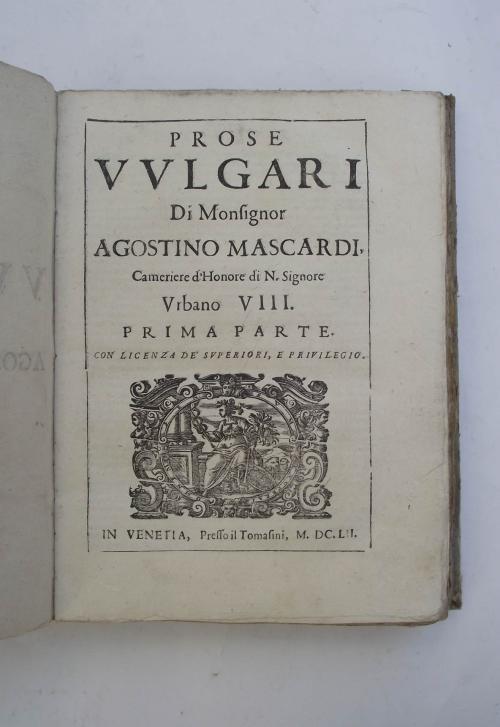 PROSE
VVLGARI
Di Monſignor
AGOSTINO MASCARDI,
Cameriere d'Honore di N. Signore
Vrbano VIII.
PRIMA PARTE.
CON LICENZA DE' SVPERIORI, E PRIVILEGIO.
IN VENETIA, Preſſo il Tomaſini, M. DC. LII.